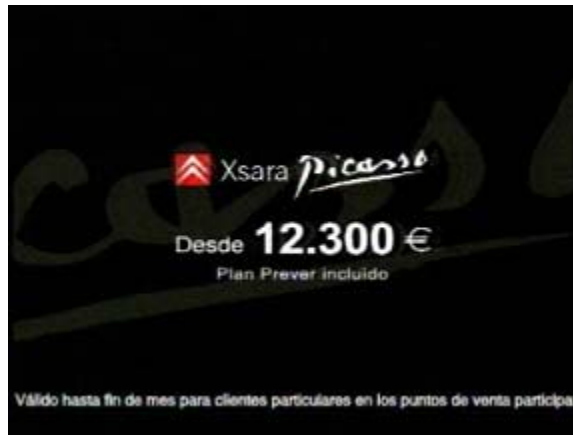 Xsara Picasso
Desde 12.300 €
Plan Prever incluido
Válido hasta fin de mes para clientes particulares en los puntos de venta